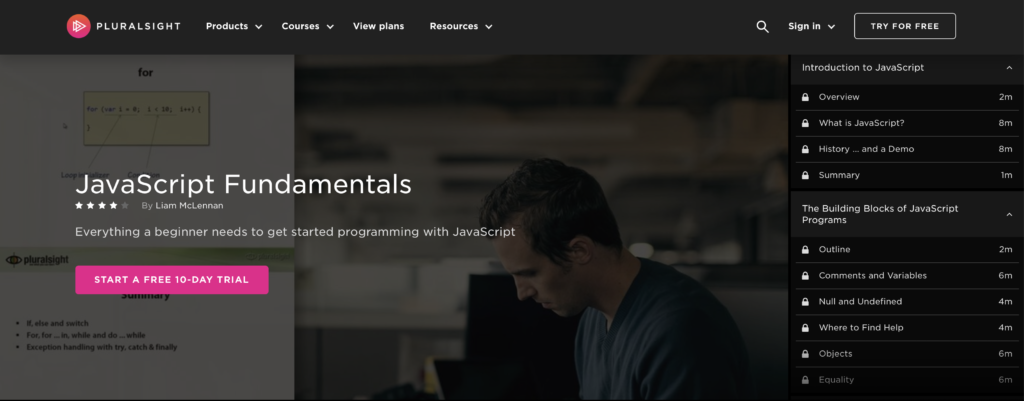 PLURALSIGHT
Products
Courses
View plans
Resources
Sign in
TRY FOR FREE
for
for (var i = 0; i < 10; i++) {
}
JavaScript Fundamentals
By Liam McLennan
Everything a beginner needs to get started programming with JavaScript
START A FREE 10-DAY TRIAL
pluralsight
Summary
• If, else and switch
• For, for ... in, while and do ... while
• Exception handling with try, catch & finally
Introduction to JavaScript
Overview 2m
What is JavaScript? 8m
History ... and a Demo 8m
Summary 1m
The Building Blocks of JavaScript
Programs
Outline 2m
Comments and Variables 6m
Null and Undefined 4m
Where to Find Help 4m
Objects 6m
Equality 6m